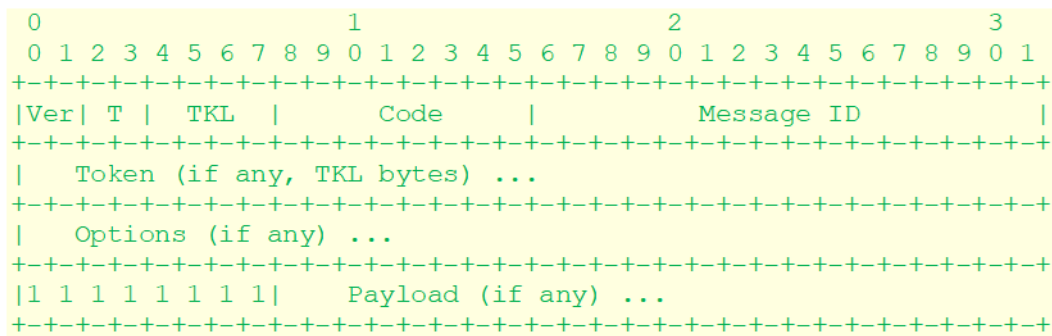 0                   1                   2                   3
 0 1 2 3 4 5 6 7 8 9 0 1 2 3 4 5 6 7 8 9 0 1 2 3 4 5 6 7 8 9 0 1
+-+-+-+-+-+-+-+-+-+-+-+-+-+-+-+-+-+-+-+-+-+-+-+-+-+-+-+-+-+-+-+-+
|Ver| T |  TKL  |      Code     |          Message ID           |
+-+-+-+-+-+-+-+-+-+-+-+-+-+-+-+-+-+-+-+-+-+-+-+-+-+-+-+-+-+-+-+-+
|   Token (if any, TKL bytes) ...
+-+-+-+-+-+-+-+-+-+-+-+-+-+-+-+-+-+-+-+-+-+-+-+-+-+-+-+-+-+-+-+-+
|   Options (if any) ...
+-+-+-+-+-+-+-+-+-+-+-+-+-+-+-+-+-+-+-+-+-+-+-+-+-+-+-+-+-+-+-+-+
|1 1 1 1 1 1 1 1|    Payload (if any) ...
+-+-+-+-+-+-+-+-+-+-+-+-+-+-+-+-+-+-+-+-+-+-+-+-+-+-+-+-+-+-+-+-+